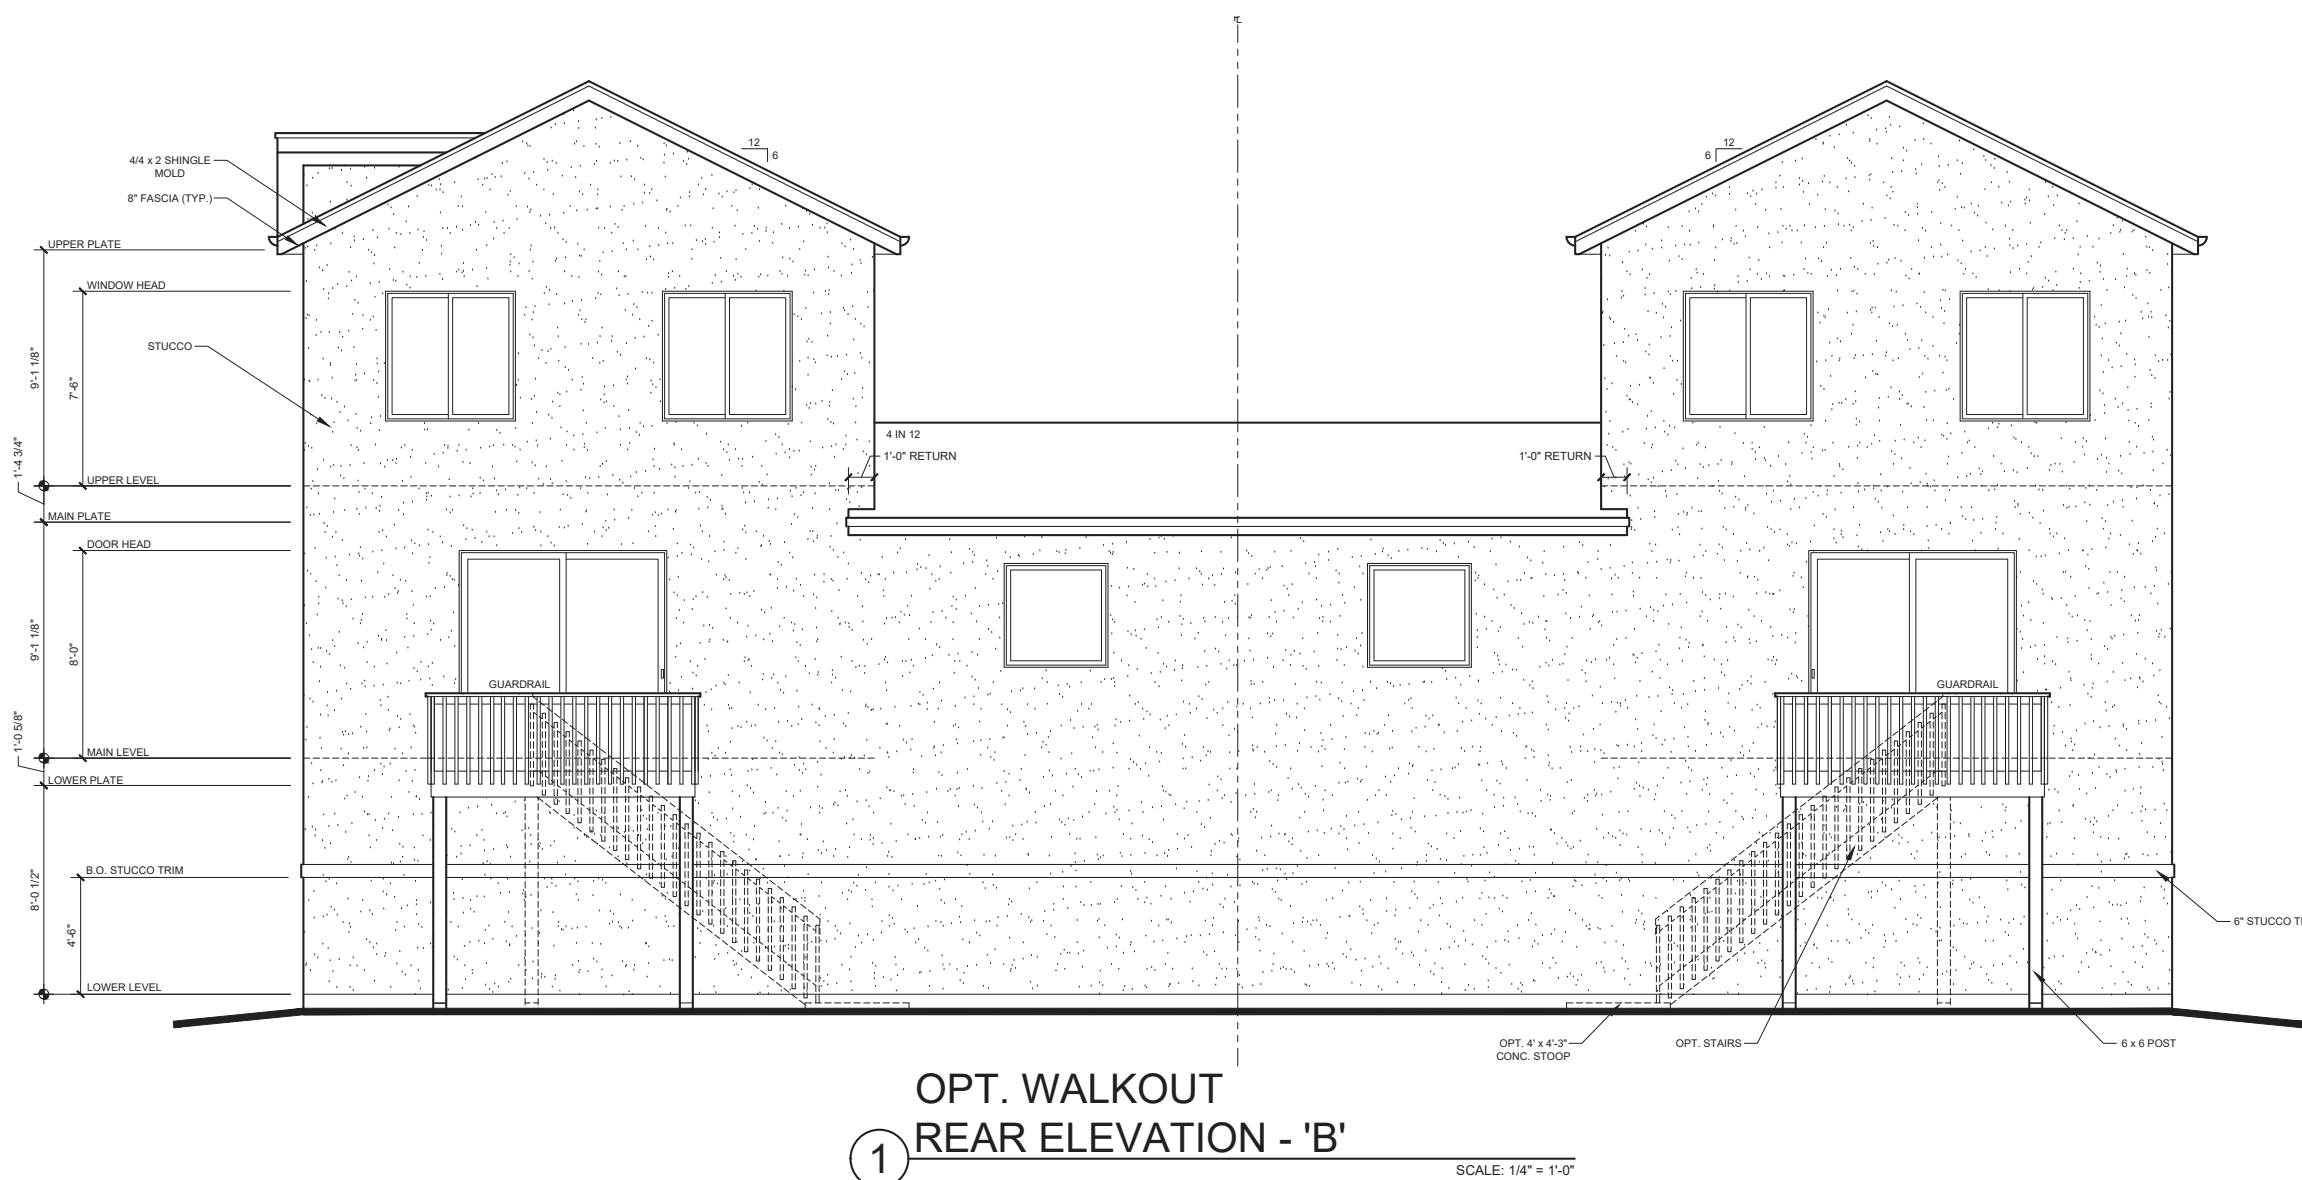 12
6
12
6
4/4 x 2 SHINGLE
MOLD
8" FASCIA (TYP.)
UPPER PLATE
WINDOW HEAD
STUCCO
9'-1 1/8"
7'-6"
4 IN 12
1'-0" RETURN
1'-0" RETURN
1'-4 3/4"
UPPER LEVEL
MAIN PLATE
DOOR HEAD
9'-1 1/8"
8'-0"
GUARDRAIL
GUARDRAIL
1'-0 5/8"
MAIN LEVEL
LOWER PLATE
B.O. STUCCO TRIM
8'-0 1/2"
4'-6"
6" STUCCO
LOWER LEVEL
OPT. 4' x 4'-3"
CONC. STOOP
OPT. STAIRS
6 x 6 POST
OPT. WALKOUT
1 REAR ELEVATION - 'B'
SCALE: 1/4" = 1'-0"